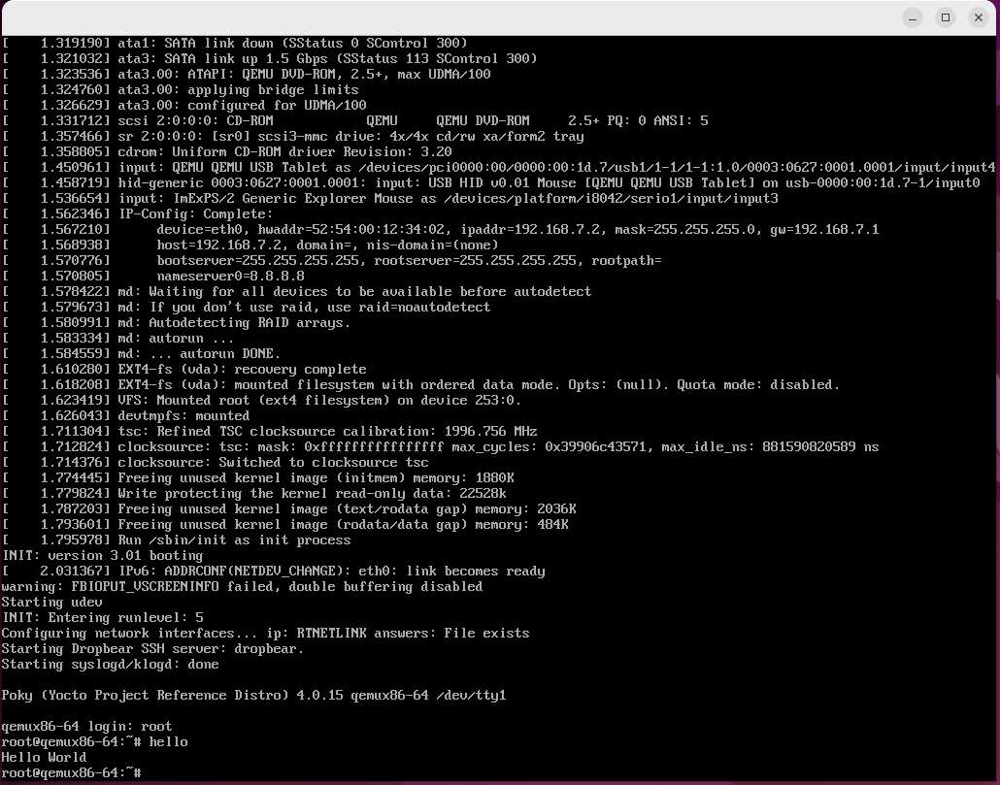 [    1.319190] ata1: SATA link down (SStatus 0 SControl 300)
[    1.321032] ata3: SATA link up 1.5 Gbps (SStatus 113 SControl 300)
[    1.323536] ata3.00: ATAPI: QEMU DVD-ROM, 2.5+, max UDMA/100
[    1.324760] ata3.00: applying bridge limits
[    1.326629] ata3.00: configured for UDMA/100
[    1.331712] scsi 2:0:0:0: CD-ROM            QEMU     QEMU DVD-ROM     2.5+ PQ: 0 ANSI: 5
[    1.357466] sr 2:0:0:0: [sr0] scsi3-mmc drive: 4x/4x cd/rw xa/form2 tray
[    1.358805] cdrom: Uniform CD-ROM driver Revision: 3.20
[    1.450961] input: QEMU QEMU USB Tablet as /devices/pci0000:00/0000:00:1d.7/usb1/1-1/1-1:1.0/0003:0627:0001.0001/input/input4
[    1.458719] hid-generic 0003:0627:0001.0001: input: USB HID v0.01 Mouse [QEMU QEMU USB Tablet] on usb-0000:00:1d.7-1/input0
[    1.536654] input: ImExPS/2 Generic Explorer Mouse as /devices/platform/i8042/serio1/input/input3
[    1.562346] IP-Config: Complete:
[    1.567210]      device=eth0, hwaddr=52:54:00:12:34:02, ipaddr=192.168.7.2, mask=255.255.255.0, gw=192.168.7.1
[    1.568938]      host=192.168.7.2, domain=, nis-domain=(none)
[    1.570776]      bootserver=255.255.255.255, rootserver=255.255.255.255, rootpath=
[    1.570805]      nameserver0=8.8.8.8
[    1.578422] md: Waiting for all devices to be available before autodetect
[    1.579673] md: If you don't use raid, use raid=noautodetect
[    1.580991] md: Autodetecting RAID arrays.
[    1.583334] md: autorun ...
[    1.584559] md: ... autorun DONE.
[    1.610280] EXT4-fs (vda): recovery complete
[    1.618208] EXT4-fs (vda): mounted filesystem with ordered data mode. Opts: (null). Quota mode: disabled.
[    1.623419] VFS: Mounted root (ext4 filesystem) on device 253:0.
[    1.626043] devtmpfs: mounted
[    1.711304] tsc: Refined TSC clocksource calibration: 1996.756 MHz
[    1.712824] clocksource: tsc: mask: 0xffffffffffffffff max_cycles: 0x39906c43571, max_idle_ns: 881590820589 ns
[    1.714376] clocksource: Switched to clocksource tsc
[    1.774445] Freeing unused kernel image (initmem) memory: 1880K
[    1.779824] Write protecting the kernel read-only data: 22528k
[    1.787203] Freeing unused kernel image (text/rodata gap) memory: 2036K
[    1.793601] Freeing unused kernel image (rodata/data gap) memory: 484K
[    1.795978] Run /sbin/init as init process
INIT: version 3.01 booting
[    2.031367] IPv6: ADDRCONF(NETDEV_CHANGE): eth0: link becomes ready
warning: FBIOPUT_VSCREENINFO failed, double buffering disabled
Starting udev
INIT: Entering runlevel: 5
Configuring network interfaces... ip: RTNETLINK answers: File exists
Starting Dropbear SSH server: dropbear.
Starting syslogd/klogd: done
Poky (Yocto Project Reference Distro) 4.0.15 qemux86-64 /dev/tty1
qemux86-64 login: root
root@qemux86-64:~# hello
Hello World
root@qemux86-64:~#